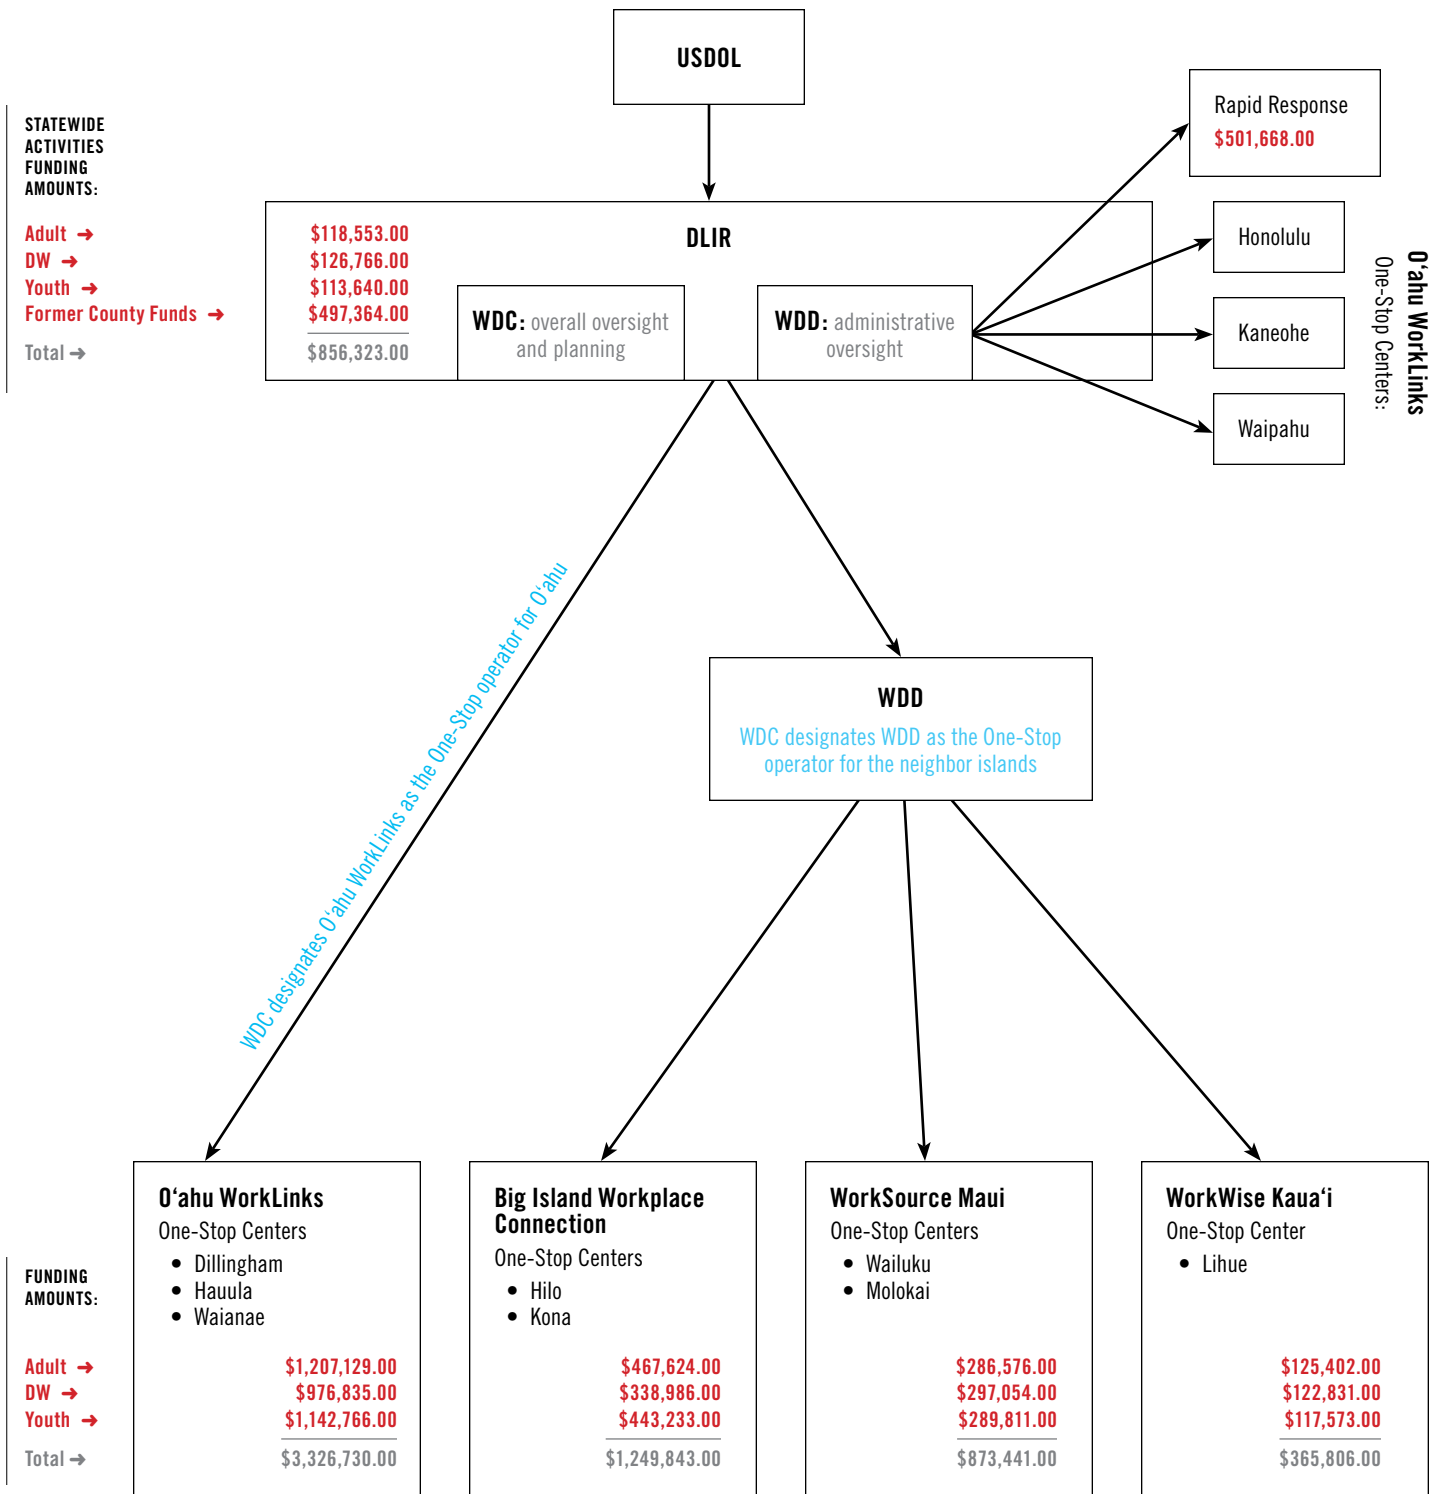 USDOL
Rapid Response
$501,668.00
STATEWIDE
ACTIVITIES
FUNDING
AMOUNTS:
Adult ➜ $118,553.00
DW ➜ $126,766.00
Youth ➜ $113,640.00
Former County Funds ➜ $497,364.00
Total ➜ $856,323.00
DLIR
WDC: overall oversight
and planning
WDD: administrative
oversight
Honolulu
Kaneohe
Waipahu
O‘ahu WorkLinks
One-Stop Centers:
WDC designates O‘ahu WorkLinks as the One-Stop operator for O‘ahu
WDD
WDC designates WDD as the One-Stop
operator for the neighbor islands
FUNDING
AMOUNTS:
Adult ➜
DW ➜
Youth ➜
Total ➜
O‘ahu WorkLinks
One-Stop Centers
• Dillingham
• Hauula
• Waianae
$1,207,129.00
$976,835.00
$1,142,766.00
$3,326,730.00
Big Island Workplace
Connection
One-Stop Centers
• Hilo
• Kona
$467,624.00
$338,986.00
$443,233.00
$1,249,843.00
WorkSource Maui
One-Stop Centers
• Wailuku
• Molokai
$286,576.00
$297,054.00
$289,811.00
$873,441.00
WorkWise Kaua‘i
One-Stop Center
• Lihue
$125,402.00
$122,831.00
$117,573.00
$365,806.00